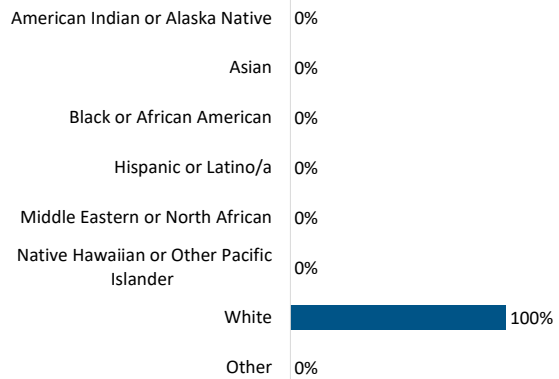 American Indian or Alaska Native 0%
Asian 0%
Black or African American 0%
Hispanic or Latino/a 0%
Middle Eastern or North African 0%
Native Hawaiian or Other Pacific
Islander 0%
White 100%
Other 0%